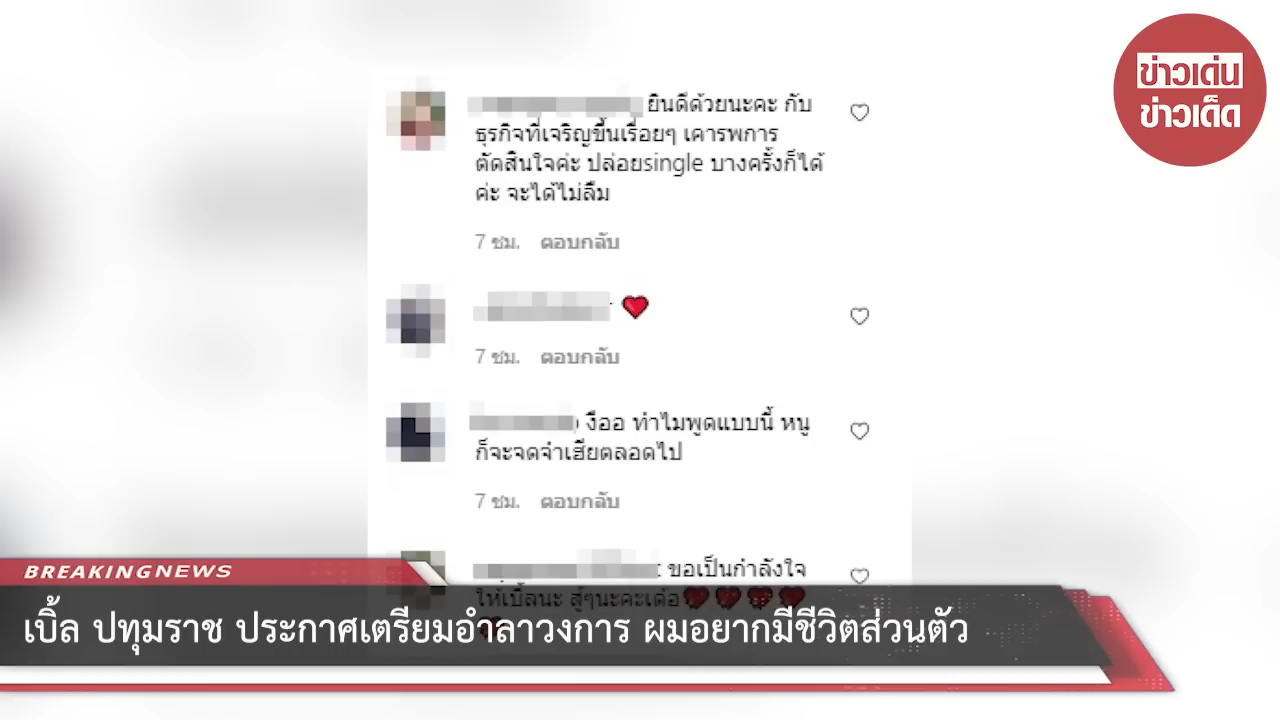 ข่าวเด่น
ข่าวเด็ด
ยินดีด้วยนะคะ กับ
ธุรกิจที่เจริญขึ้นเรื่อยๆ เคารพการ
ตัดสินใจค่ะ ปล่อยsingle บางครั้งก็ได้
ค่ะ จะได้ไม่ลืม
7 ชม. ตอบกลับ
7 ชม. ตอบกลับ
งืออ ทำไมพูดแบบนี้ หนู
ก็จะจดจำเฮียตลอดไป
7 ชม. ตอบกลับ
ขอเป็นกำลังใจ
ให้เบิ้ลนะ สู้ๆนะคะเด้อ
BREAKINGNEWS
เบิ้ล ปทุมราช ประกาศเตรียมอำลาวงการ ผมอยากมีชีวิตส่วนตัว